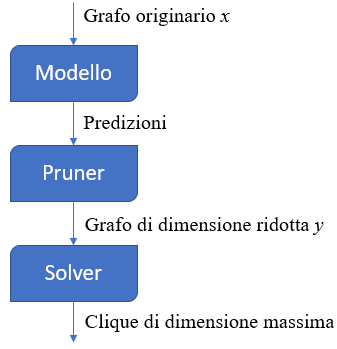 Grafo originario x
Modello
Predizioni
Pruner
Grafo di dimensione ridotta y
Solver
Clique di dimensione massima